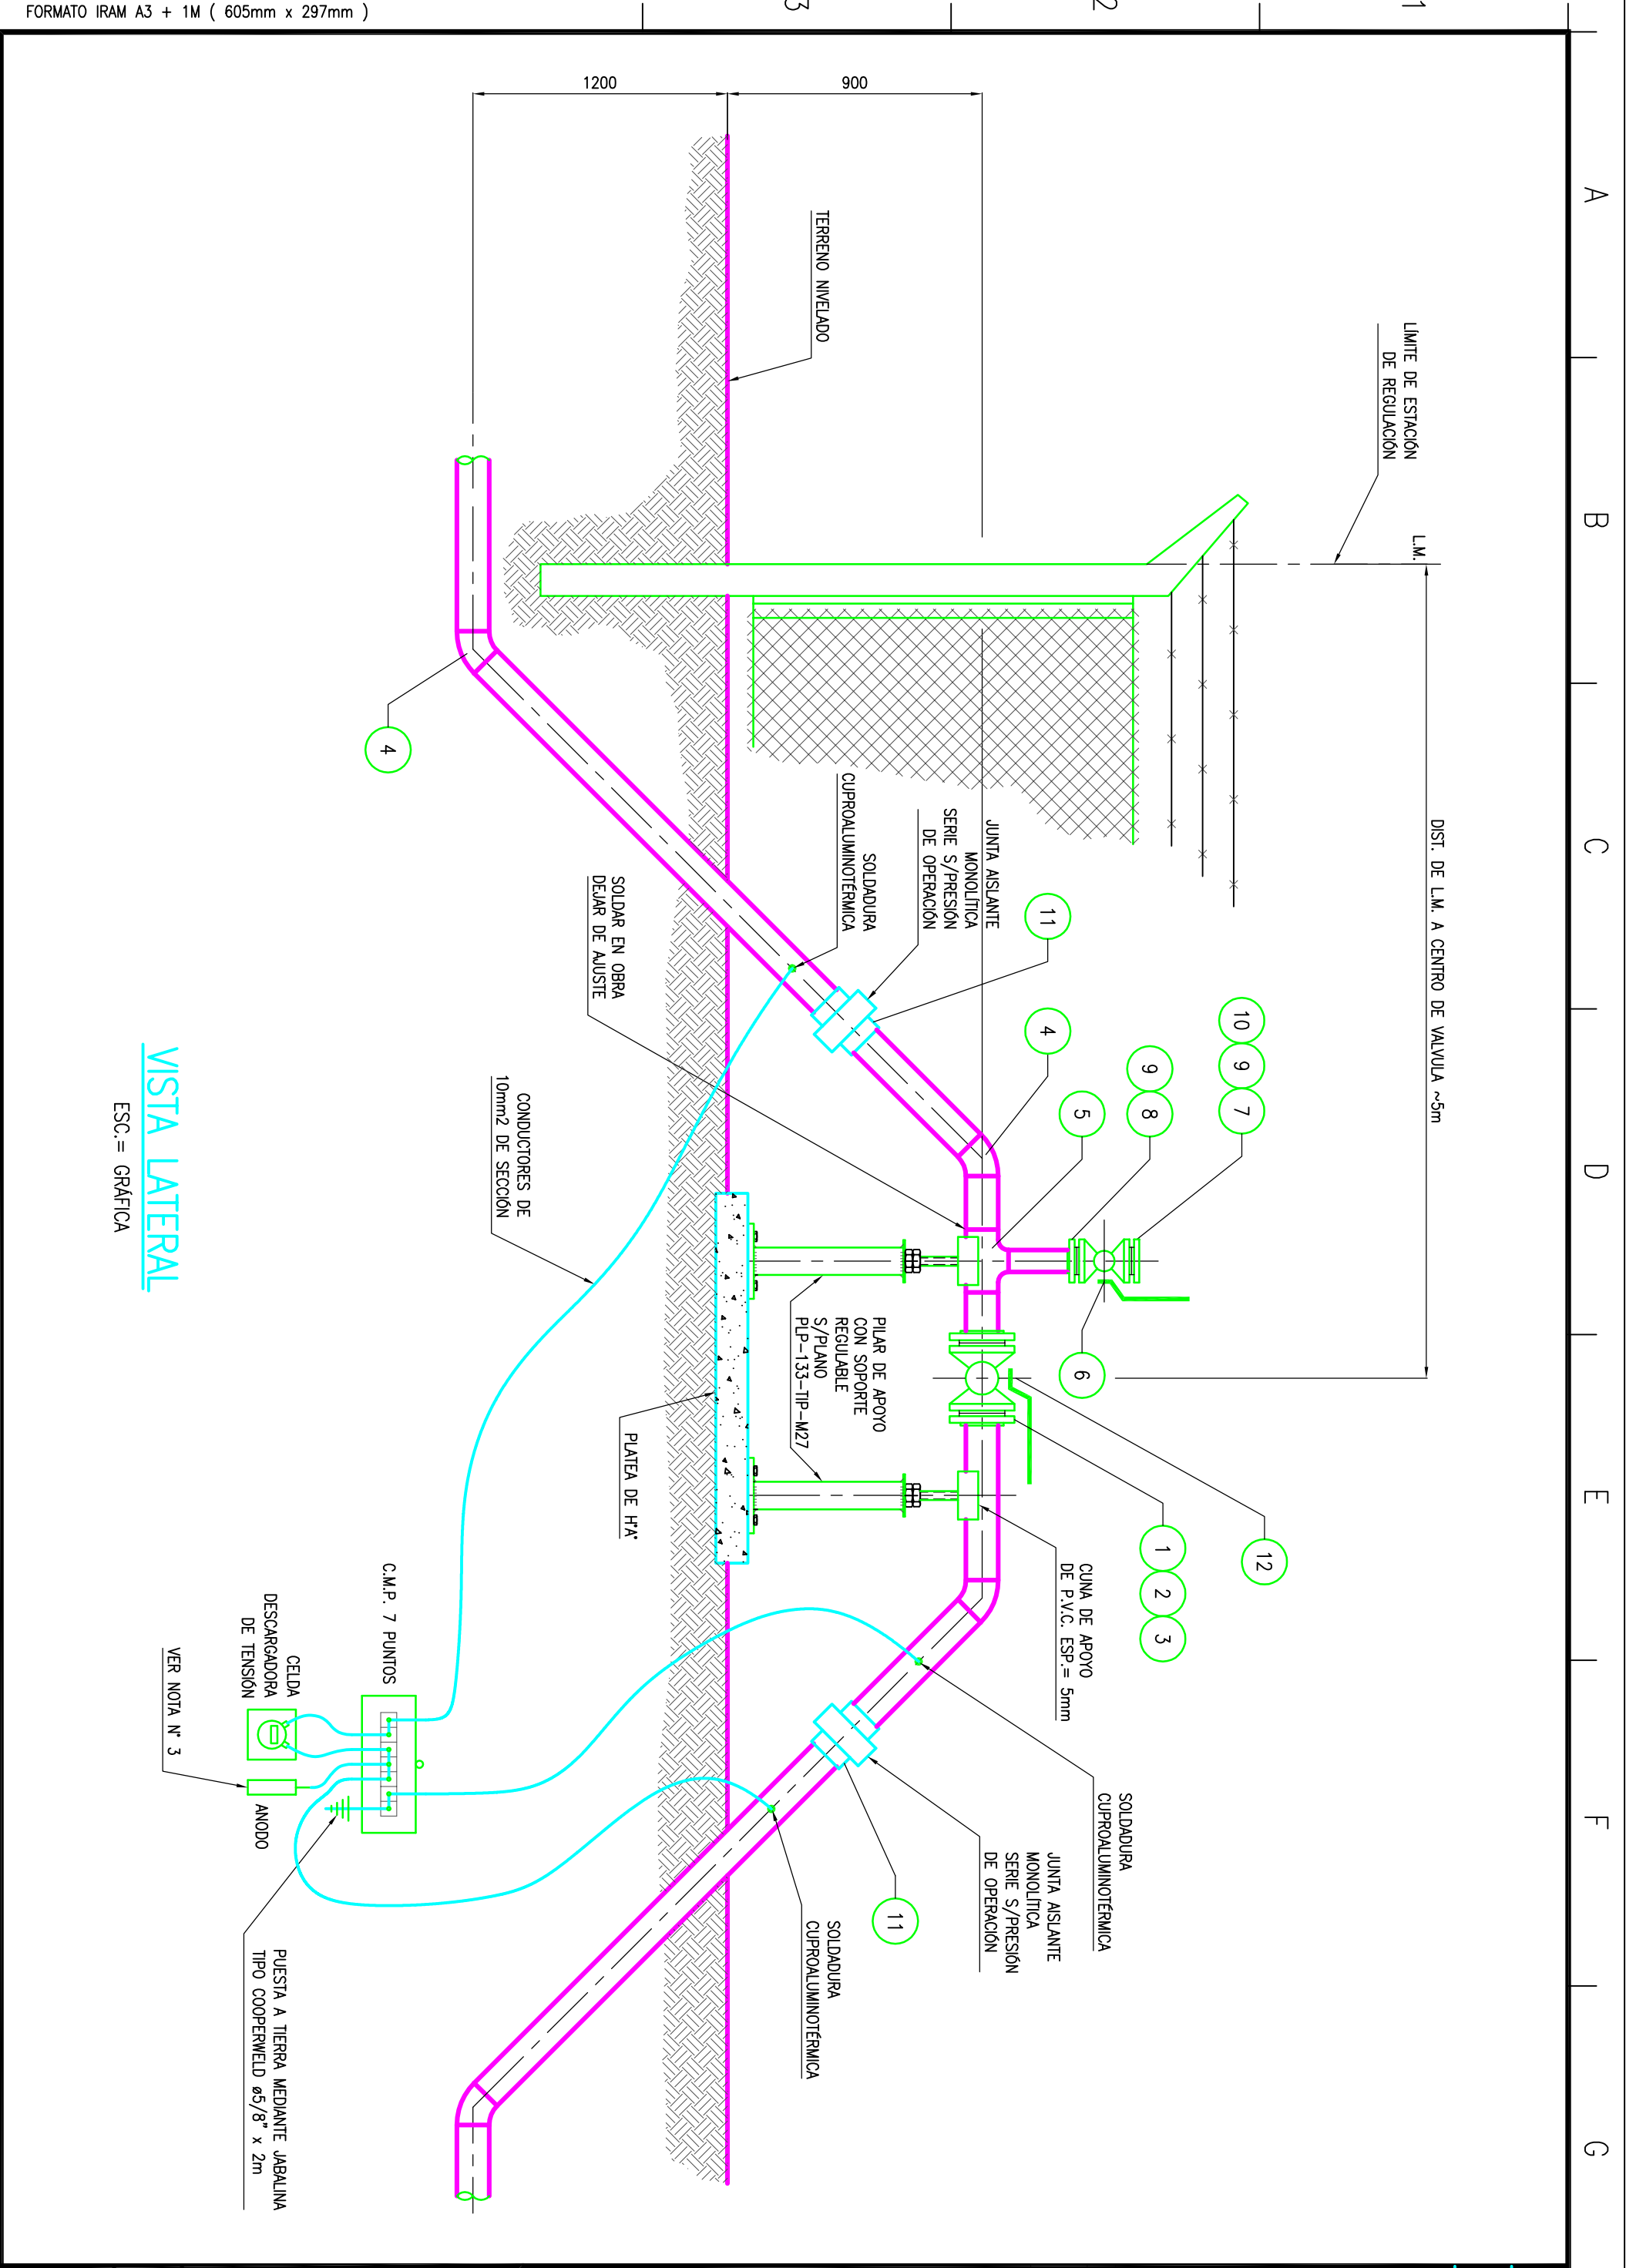 FORMATO IRAM A3 + 1M ( 605mm x 297mm )
1
2
3
A
B
C
D
E
F
G
LÍMITE DE ESTACIÓN
DE REGULACIÓN
L.M.
DIST. DE L.M. A CENTRO DE VALVULA ~5m
10
9
7
9
8
5
4
11
6
12
1
2
3
900
1200
TERRENO NIVELADO
JUNTA AISLANTE
MONOLÍTICA
SERIE S/PRESIÓN
DE OPERACIÓN
SOLDADURA
CUPROALUMINOTÉRMICA
SOLDAR EN OBRA
DEJAR DE AJUSTE
CONDUCTORES DE
10mm2 DE SECCIÓN
4
PILAR DE APOYO
CON SOPORTE
REGULABLE
S/PLANO
PLP-133-TIP-M27
PLATEA DE H°A°
CUNA DE APOYO
DE P.V.C. ESP.= 5mm
SOLDADURA
CUPROALUMINOTÉRMICA
JUNTA AISLANTE
MONOLÍTICA
SERIE S/PRESIÓN
DE OPERACIÓN
11
SOLDADURA
CUPROALUMINOTÉRMICA
C.M.P. 7 PUNTOS
CELDA
DESCARGADORA
DE TENSIÓN
ANODO
VER NOTA N° 3
PUESTA A TIERRA MEDIANTE JABALINA
TIPO COOPERWELD ø5/8" x 2m
VISTA LATERAL
ESC.= GRÁFICA